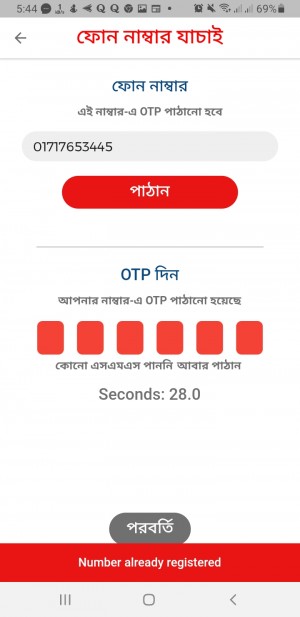 5:44 69%
ফোন নাম্বার যাচাই
ফোন নাম্বার
এই নাম্বার-এ OTP পাঠানো হবে
01717653445
পাঠান
OTP দিন
আপনার নাম্বার-এ OTP পাঠানো হয়েছে
কোনো এসএমএস পাননি আবার পাঠান
Seconds: 28.0
পরবর্তি
Number already registered